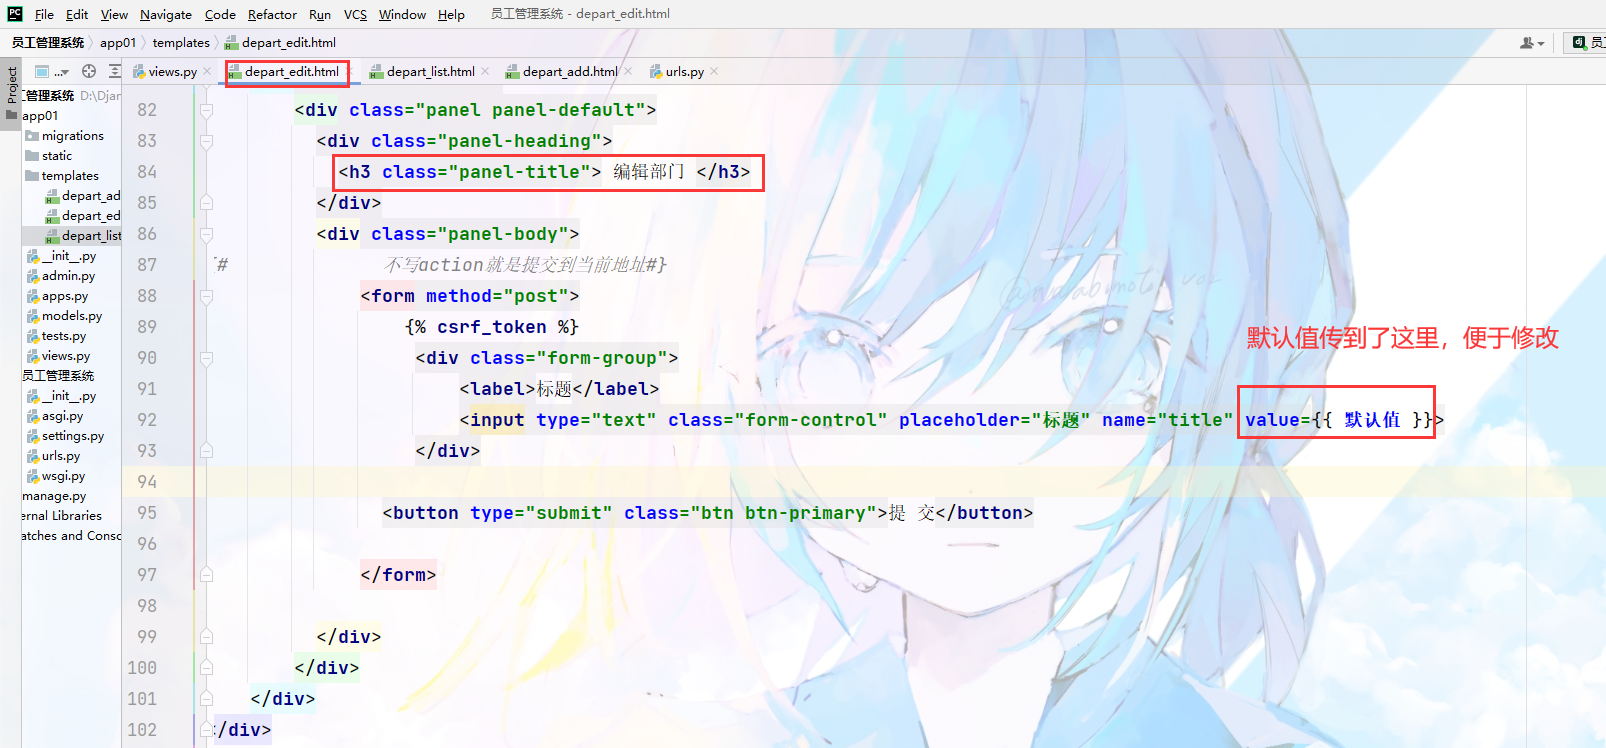 PC File Edit View Navigate Code Refactor Run VCS Window Help 员工管理系统 - depart_edit.html
员工管理系统 app01 templates depart_edit.html dj 员工
Project ... views.py depart_edit.html depart_list.html depart_add.html urls.py
工管理系统 D:\Djan
app01
migrations
static
templates
depart_ad
depart_ed
depart_list
__init__.py
admin.py
apps.py
models.py
tests.py
views.py
员工管理系统
__init__.py
asgi.py
settings.py
urls.py
wsgi.py
manage.py
ernal Libraries
atches and Consc
82 <div class="panel panel-default">
83 <div class="panel-heading">
84 <h3 class="panel-title"> 编辑部门 </h3>
85 </div>
86 <div class="panel-body">
87 {# 不写action就是提交到当前地址#}
88 <form method="post">
89 {% csrf_token %}
90 <div class="form-group">
91 <label>标题</label>
92 <input type="text" class="form-control" placeholder="标题" name="title" value={{ 默认值 }}>
93 </div>
94
95 <button type="submit" class="btn btn-primary">提 交</button>
96
97 </form>
98
99 </div>
100 </div>
101 </div>
102 </div>
默认值传到了这里，便于修改